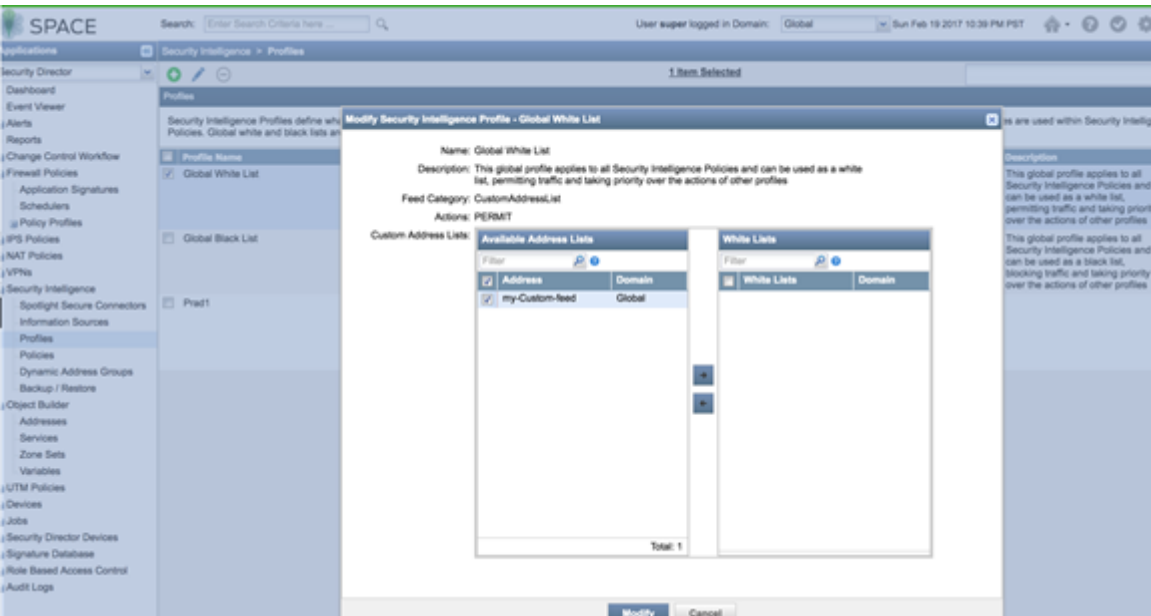 SPACE
Search: Enter Search Criteria here ...
User super logged in Domain: Global
Sun Feb 19 2017 10:39 PM PST
Applications
Security Intelligence > Profiles
Security Director
1 Item Selected
Dashboard
Event Viewer
Alerts
Reports
Change Control Workflow
Firewall Policies
Application Signatures
Schedulers
Policy Profiles
IPS Policies
NAT Policies
VPNs
Security Intelligence
Spotlight Secure Connectors
Information Sources
Profiles
Policies
Dynamic Address Groups
Backup / Restore
Object Builder
Addresses
Services
Zone Sets
Variables
UTM Policies
Devices
Jobs
Security Director Devices
Signature Database
Role Based Access Control
Audit Logs
Profiles
Security Intelligence Profiles define wh
Policies. Global white and black lists an
es are used within Security Intellig
Profile Name
Global White List
Global Black List
Prad1
Description
This global profile applies to all
Security Intelligence Policies and
can be used as a white list,
permitting traffic and taking priorit
over the actions of other profiles
This global profile applies to all
Security Intelligence Policies and
can be used as a black list,
blocking traffic and taking priority
over the actions of other profiles
Modify Security Intelligence Profile - Global White List
Name: Global White List
Description: This global profile applies to all Security Intelligence Policies and can be used as a white
list, permitting traffic and taking priority over the actions of other profiles
Feed Category: CustomAddressList
Actions: PERMIT
Custom Address Lists:
Available Address Lists
Filter
Address Domain
my-Custom-feed Global
Total: 1
White Lists
Filter
White Lists Domain
Modify Cancel